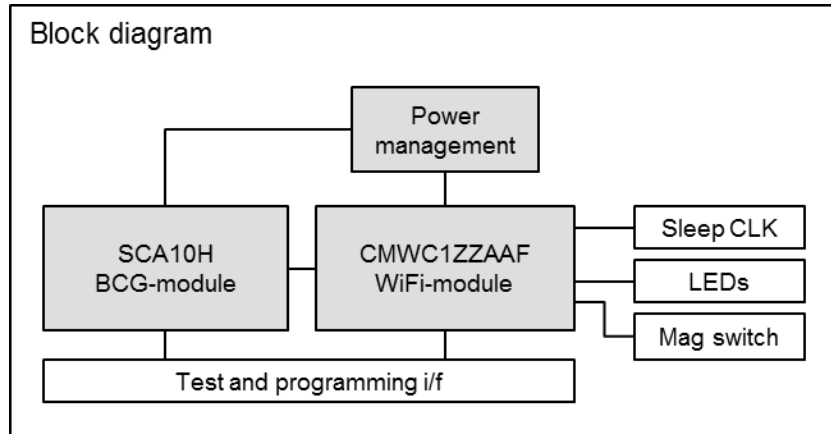 Block diagram
Power
management
SCA10H
BCG-module
CMWC1ZZAAF
WiFi-module
Sleep CLK
LEDs
Mag switch
Test and programming i/f